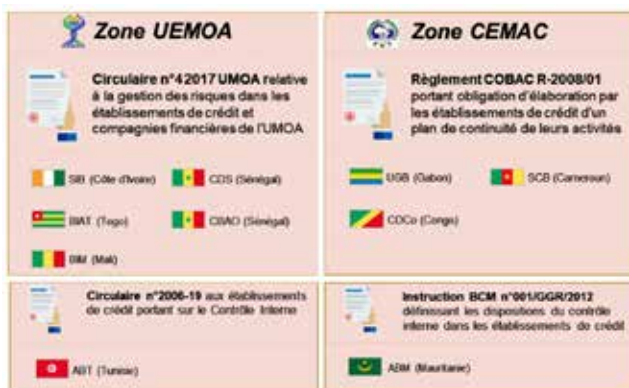 Zone UEMOA
Circulaire n°42017 UMOA relative
à la gestion des risques dans les
établissements de crédit et
compagnies financières de l'UMOA
SIB (Côte d'Ivoire)
CDS (Sénégal)
BIAT (Togo)
CBAO (Sénégal)
BIM (Mali)
Zone CEMAC
Règlement COBAC R-2008/01
portant obligation d'élaboration par
les établissements de crédit d'un
plan de continuité de leurs activités
UGB (Gabon)
SCB (Cameroun)
CDCo (Congo)
Circulaire n°2006-19 aux établissements
de crédit portant sur le Contrôle Interne
ABT (Tunisie)
Instruction BCM n°001/GGR/2012
définissant les dispositions du contrôle
interne dans les établissements de crédit
ABM (Mauritanie)